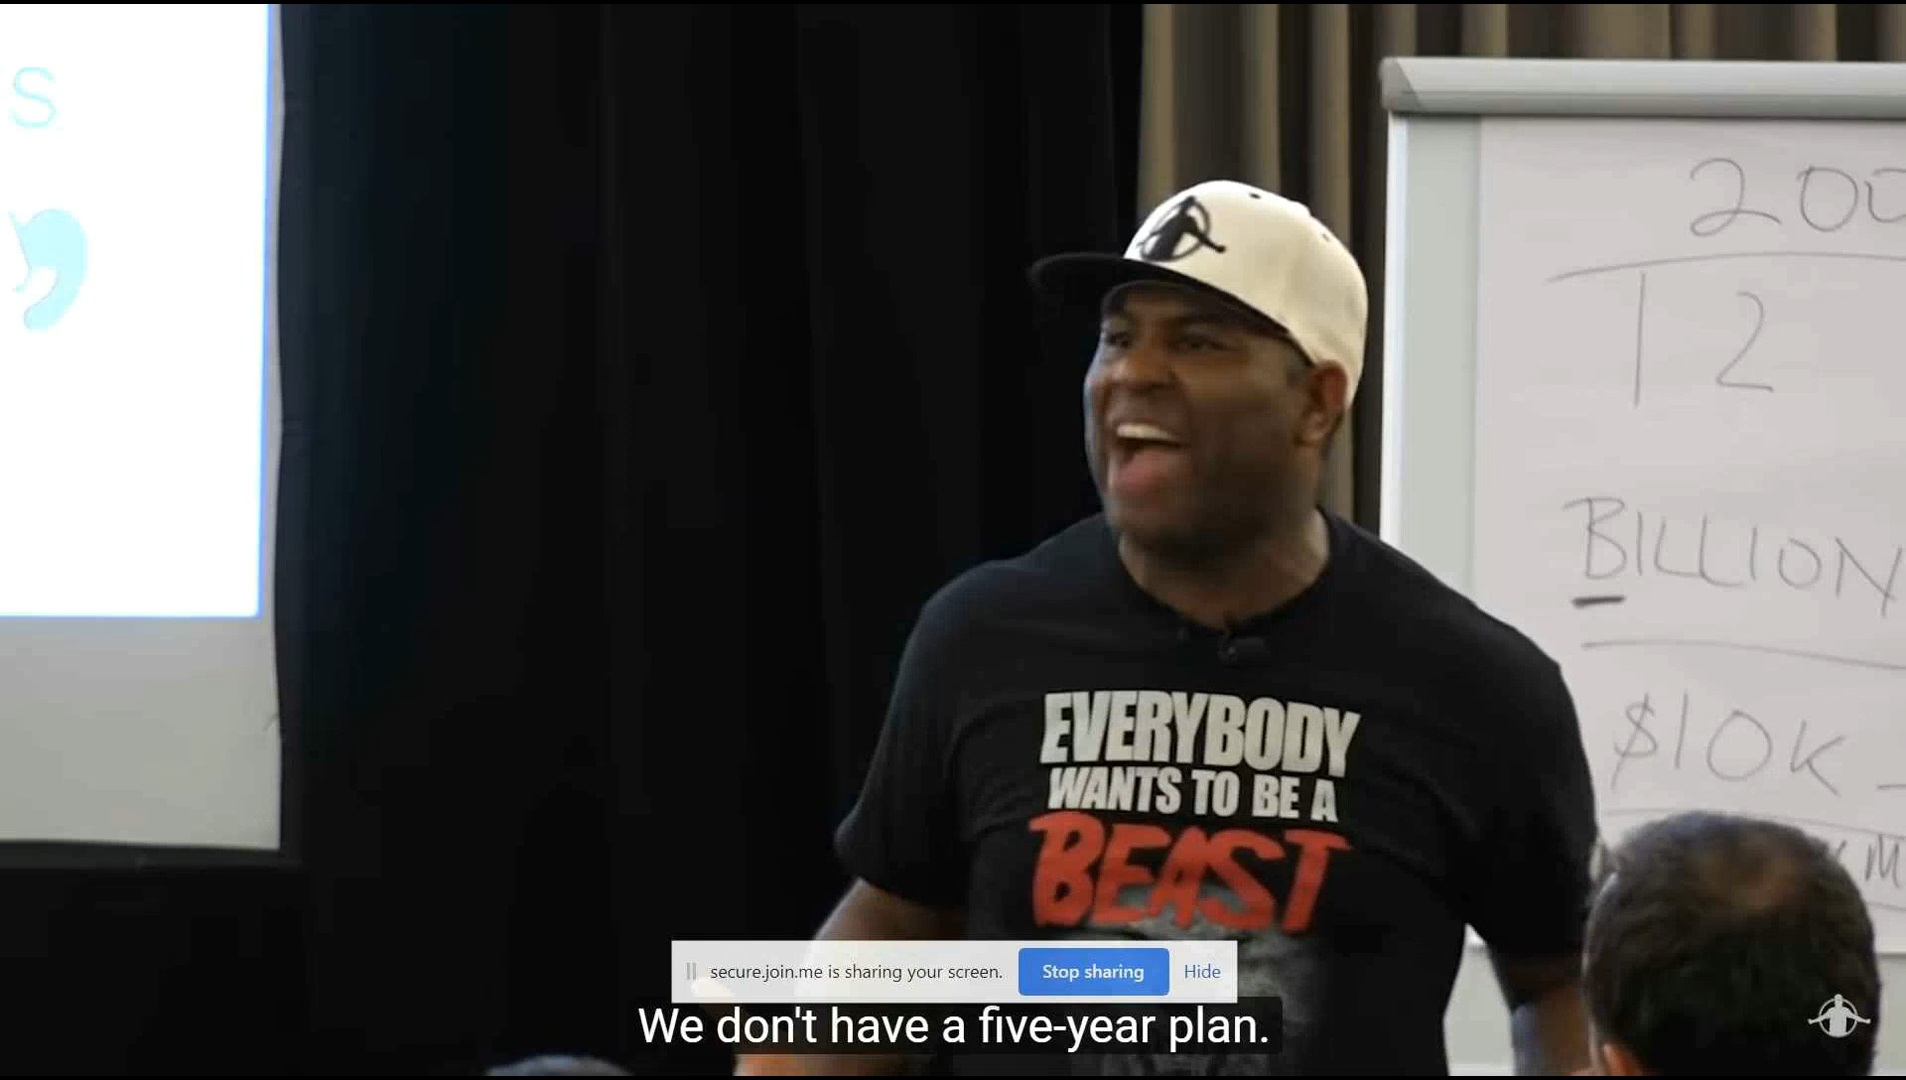 S
200
T 2
BILLION
$10K -
M
EVERYBODY
WANTS TO BE A
BEAST
secure.join.me is sharing your screen.
Stop sharing
Hide
We don't have a five-year plan.